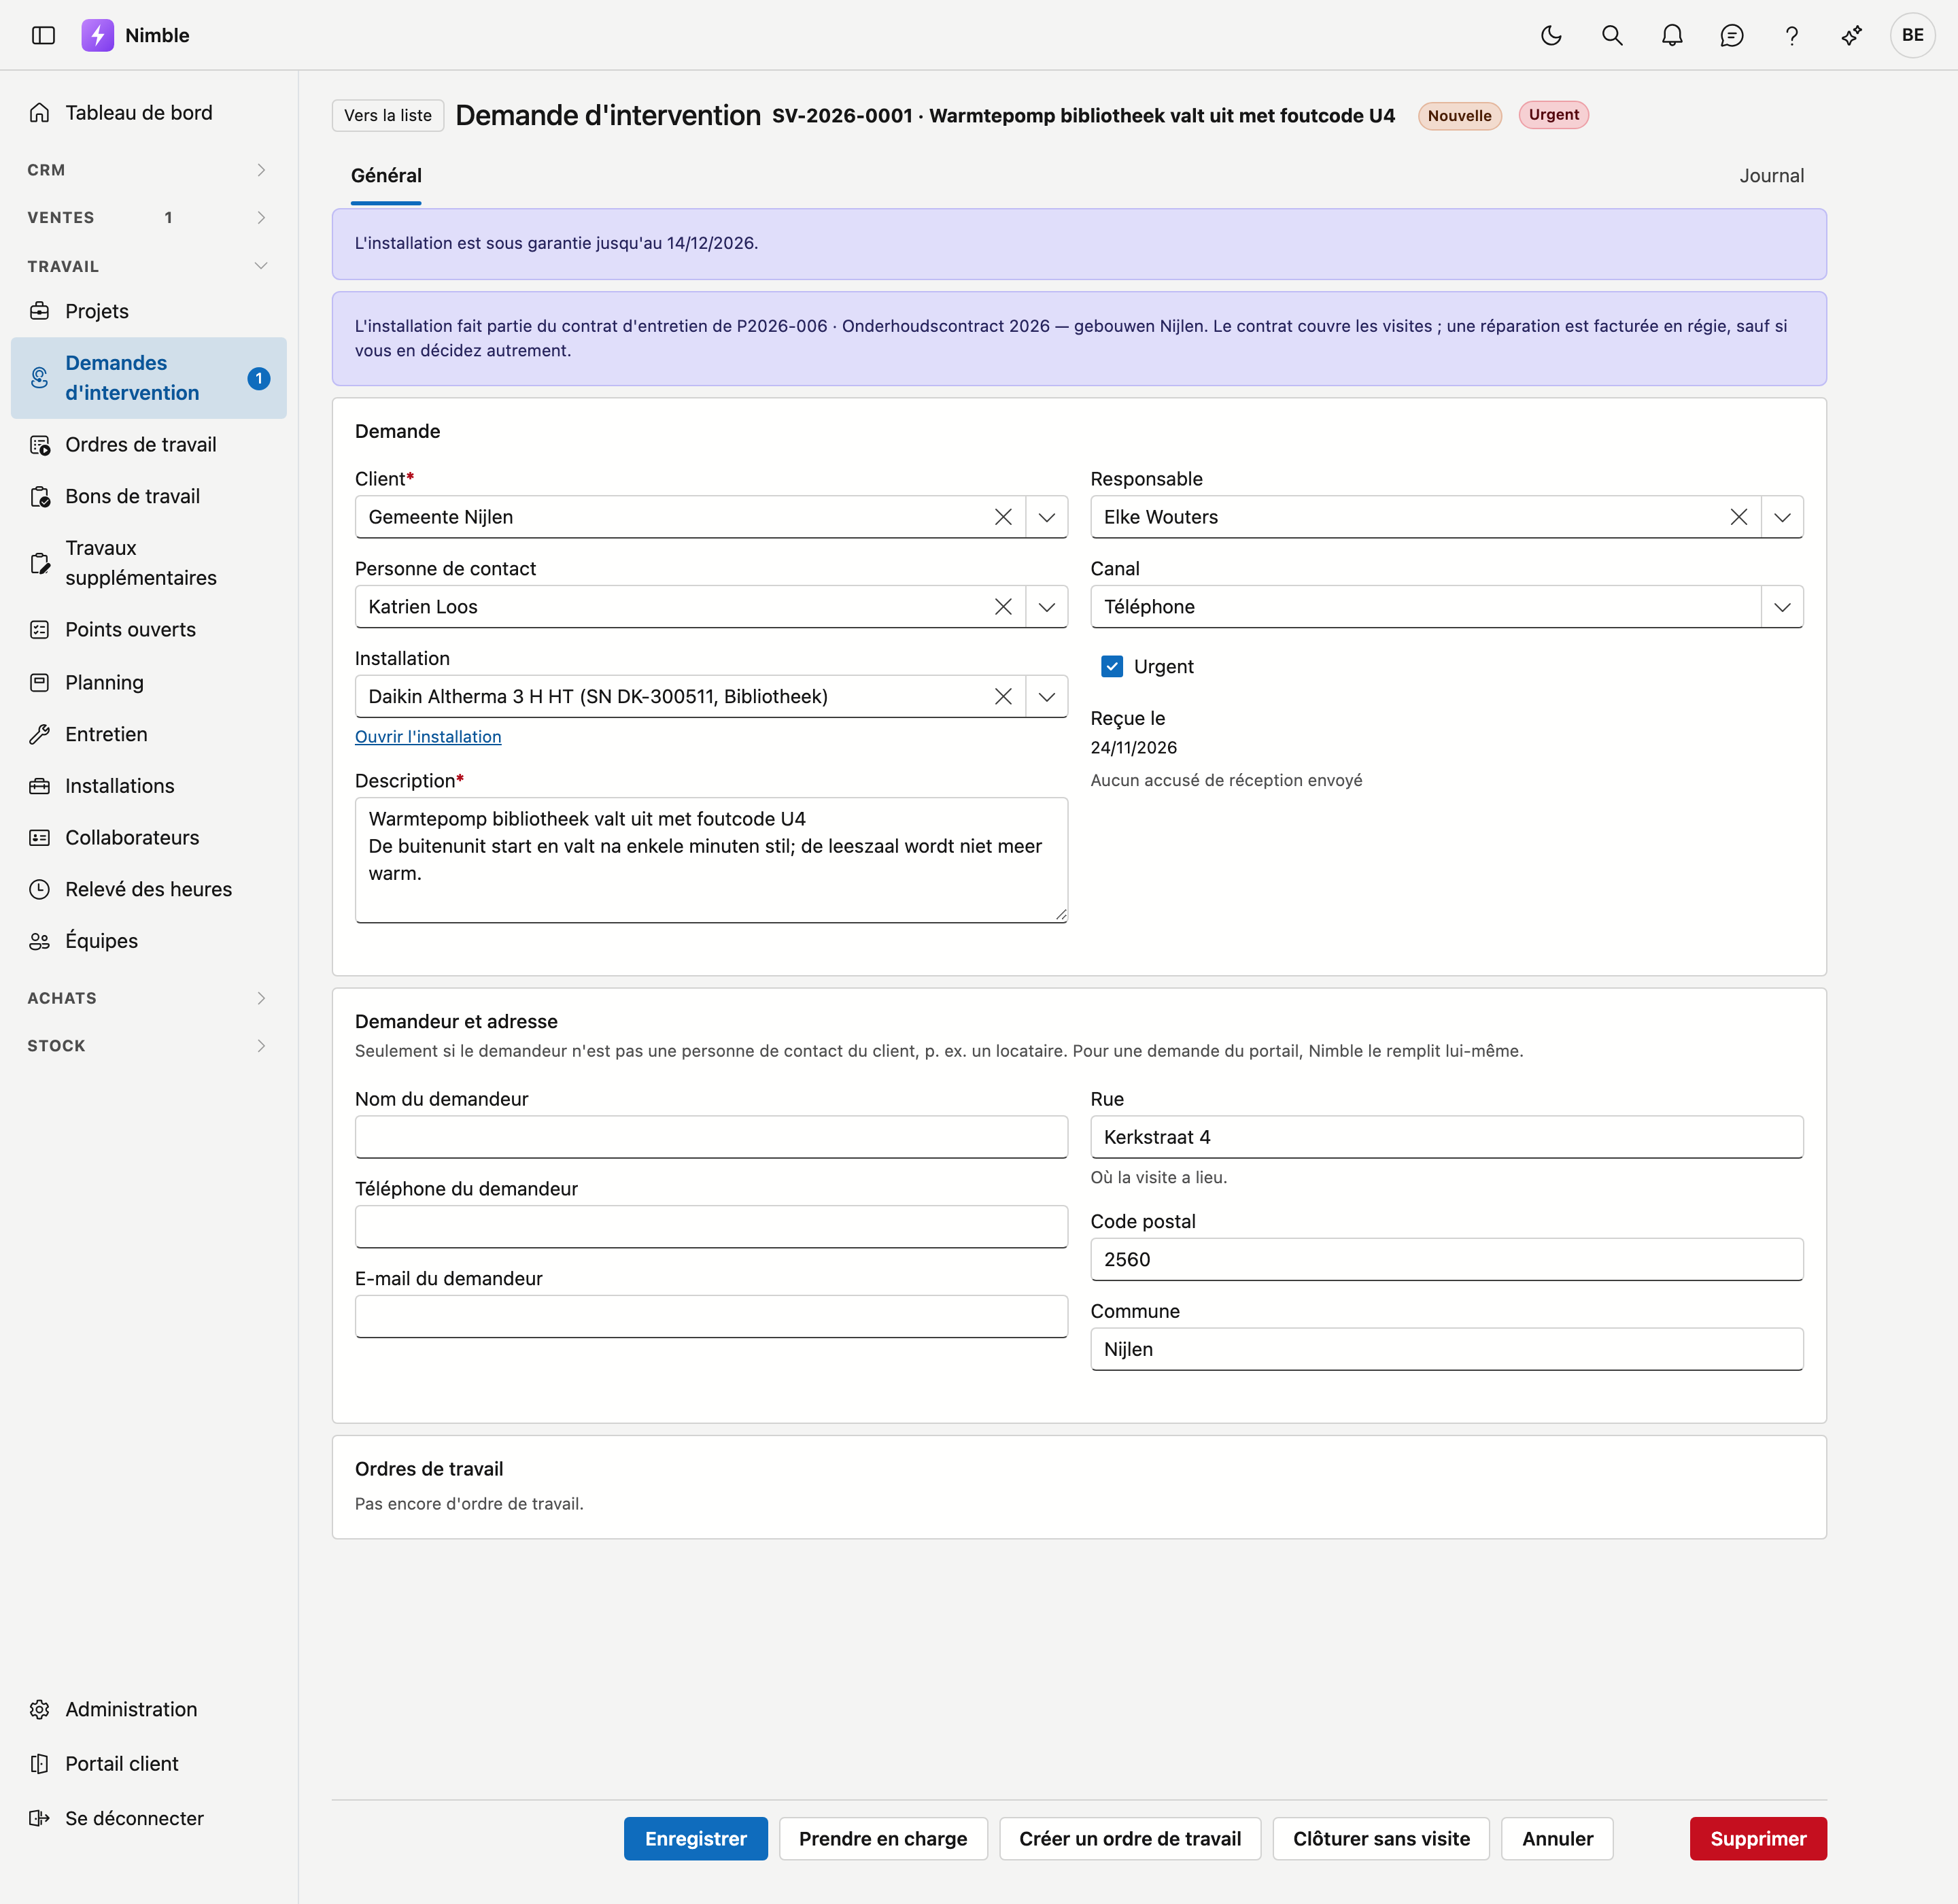 Nimble
BE
Tableau de bord
CRM
VENTES 1
TRAVAIL
Projets
Demandes
d'intervention
1
Ordres de travail
Bons de travail
Travaux
supplémentaires
Points ouverts
Planning
Entretien
Installations
Collaborateurs
Relevé des heures
Équipes
ACHATS
STOCK
Administration
Portail client
Se déconnecter
Vers la liste Demande d'intervention SV-2026-0001 · Warmtepomp bibliotheek valt uit met foutcode U4 Nouvelle Urgent
Général Journal
L'installation est sous garantie jusqu'au 14/12/2026.
L'installation fait partie du contrat d'entretien de P2026-006 · Onderhoudscontract 2026 — gebouwen Nijlen. Le contrat couvre les visites ; une réparation est facturée en régie, sauf si
vous en décidez autrement.
Demande
Client*
Gemeente Nijlen
Personne de contact
Katrien Loos
Installation
Daikin Altherma 3 H HT (SN DK-300511, Bibliotheek)
Ouvrir l'installation
Description*
Warmtepomp bibliotheek valt uit met foutcode U4
De buitenunit start en valt na enkele minuten stil; de leeszaal wordt niet meer
warm.
Responsable
Elke Wouters
Canal
Téléphone
Urgent
Reçue le
24/11/2026
Aucun accusé de réception envoyé
Demandeur et adresse
Seulement si le demandeur n'est pas une personne de contact du client, p. ex. un locataire. Pour une demande du portail, Nimble le remplit lui-même.
Nom du demandeur
Téléphone du demandeur
E-mail du demandeur
Rue
Kerkstraat 4
Où la visite a lieu.
Code postal
2560
Commune
Nijlen
Ordres de travail
Pas encore d'ordre de travail.
Enregistrer Prendre en charge Créer un ordre de travail Clôturer sans visite Annuler Supprimer